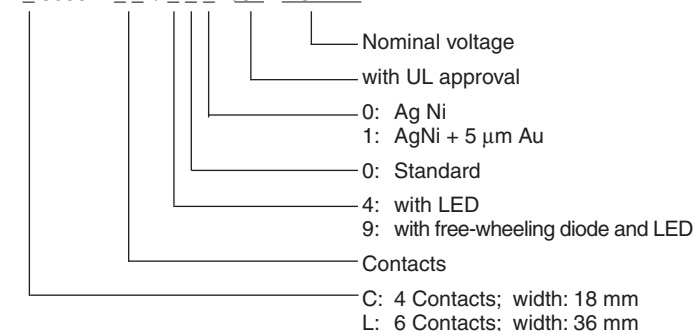 Nominal voltage
with UL approval
0: Ag Ni
1: AgNi + 5 μm Au
0: Standard
4: with LED
9: with free-wheeling diode and LED
Contacts
C: 4 Contacts; width: 18 mm
L: 6 Contacts; width: 36 mm